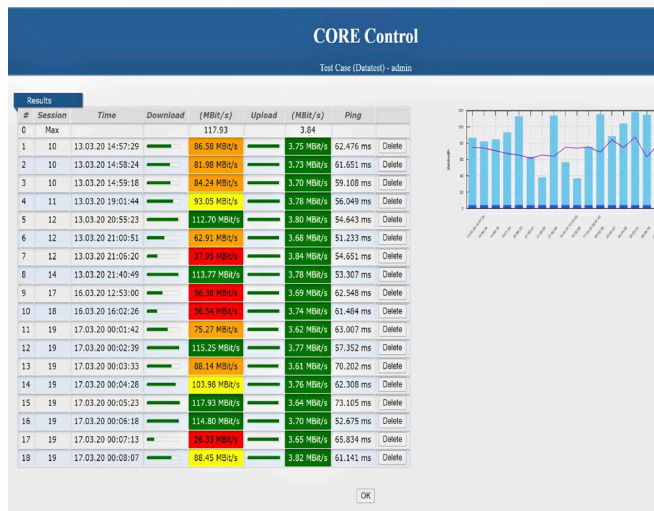 CORE Control
Test Case (Datatest) - admin
Results
# Session Time Download (MBit/s) Upload (MBit/s) Ping
0 Max 117.93 3.84
1 10 13.03.20 14:57:29 86.58 MBit/s 3.75 MBit/s 62.476 ms Delete
2 10 13.03.20 14:58:24 81.98 MBit/s 3.73 MBit/s 61.651 ms Delete
3 10 13.03.20 14:59:18 84.24 MBit/s 3.70 MBit/s 59.108 ms Delete
4 11 13.03.20 19:01:44 93.05 MBit/s 3.78 MBit/s 56.049 ms Delete
5 12 13.03.20 20:55:23 112.70 MBit/s 3.80 MBit/s 54.643 ms Delete
6 12 13.03.20 21:00:51 62.91 MBit/s 3.68 MBit/s 51.233 ms Delete
7 12 13.03.20 21:06:20 37.95 MBit/s 3.84 MBit/s 54.651 ms Delete
8 14 13.03.20 21:40:49 113.77 MBit/s 3.78 MBit/s 53.307 ms Delete
9 17 16.03.20 12:53:00 56.38 MBit/s 3.69 MBit/s 62.548 ms Delete
10 18 16.03.20 16:02:26 36.54 MBit/s 3.74 MBit/s 61.484 ms Delete
11 19 17.03.20 00:01:42 75.27 MBit/s 3.62 MBit/s 63.007 ms Delete
12 19 17.03.20 00:02:39 115.25 MBit/s 3.77 MBit/s 57.352 ms Delete
13 19 17.03.20 00:03:33 88.14 MBit/s 3.61 MBit/s 70.202 ms Delete
14 19 17.03.20 00:04:28 103.98 MBit/s 3.76 MBit/s 62.308 ms Delete
15 19 17.03.20 00:05:23 117.93 MBit/s 3.64 MBit/s 73.105 ms Delete
16 19 17.03.20 00:06:18 114.80 MBit/s 3.70 MBit/s 52.675 ms Delete
17 19 17.03.20 00:07:13 26.33 MBit/s 3.65 MBit/s 65.834 ms Delete
18 19 17.03.20 00:08:07 88.45 MBit/s 3.82 MBit/s 61.141 ms Delete
OK